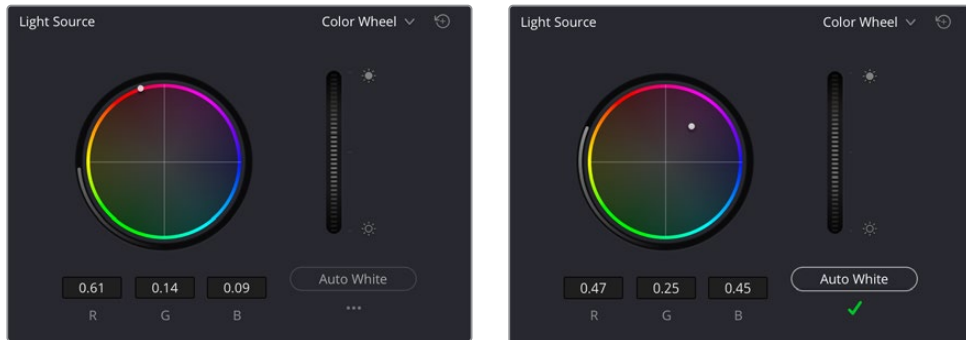 Light Source Color Wheel
0.61 0.14 0.09 Auto White
R G B
Light Source Color Wheel
0.47 0.25 0.45 Auto White
R G B